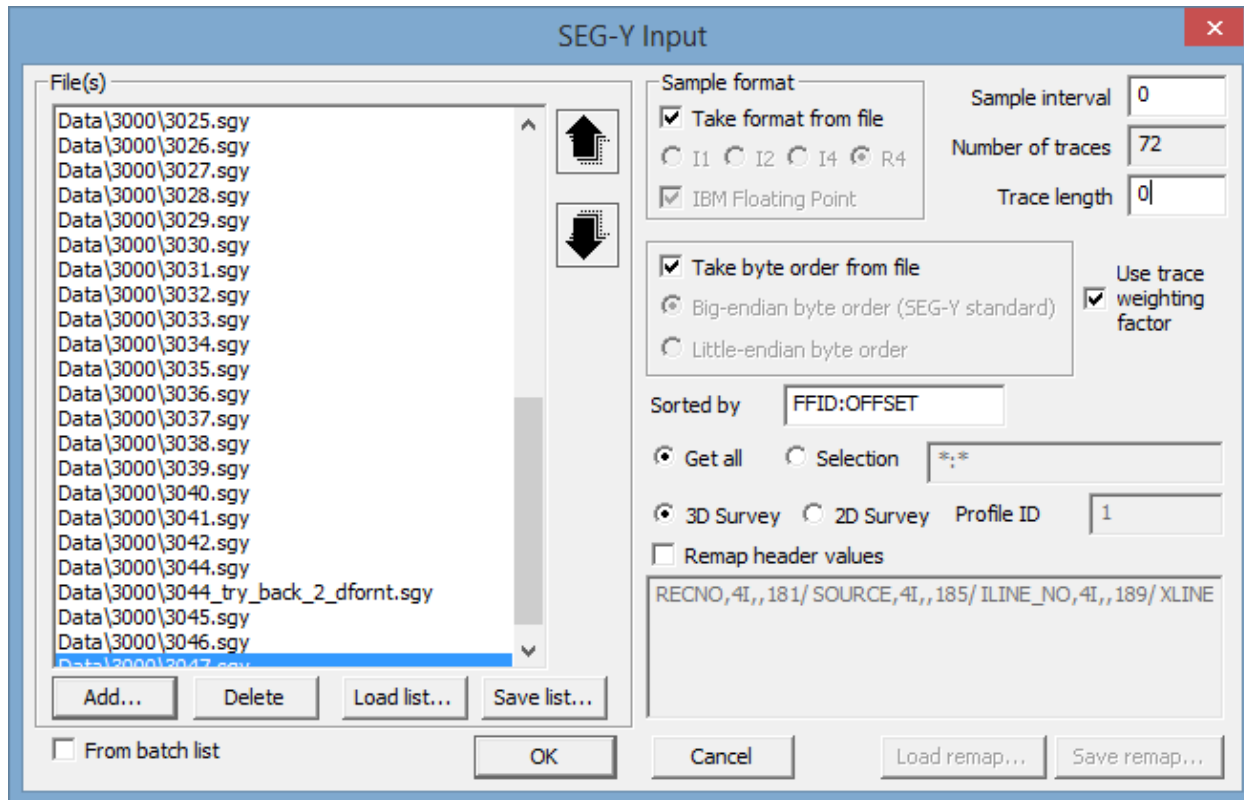 SEG-Y Input
File(s)
Data\3000\3025.sgy
Data\3000\3026.sgy
Data\3000\3027.sgy
Data\3000\3028.sgy
Data\3000\3029.sgy
Data\3000\3030.sgy
Data\3000\3031.sgy
Data\3000\3032.sgy
Data\3000\3033.sgy
Data\3000\3034.sgy
Data\3000\3035.sgy
Data\3000\3036.sgy
Data\3000\3037.sgy
Data\3000\3038.sgy
Data\3000\3039.sgy
Data\3000\3040.sgy
Data\3000\3041.sgy
Data\3000\3042.sgy
Data\3000\3044.sgy
Data\3000\3044_try_back_2_dfornt.sgy
Data\3000\3045.sgy
Data\3000\3046.sgy
Data\3000\3047.sgy
Add... Delete Load list... Save list...
From batch list
OK
Sample format
Take format from file
I1 I2 I4 R4
IBM Floating Point
Sample interval 0
Number of traces 72
Trace length 0
Take byte order from file
Big-endian byte order (SEG-Y standard)
Little-endian byte order
Use trace
weighting
factor
Sorted by FFID:OFFSET
Get all Selection *:*
3D Survey 2D Survey Profile ID 1
Remap header values
RECNO,4I,,181/ SOURCE,4I,,185/ ILINE_NO,4I,,189/ XLINE
Cancel Load remap... Save remap...